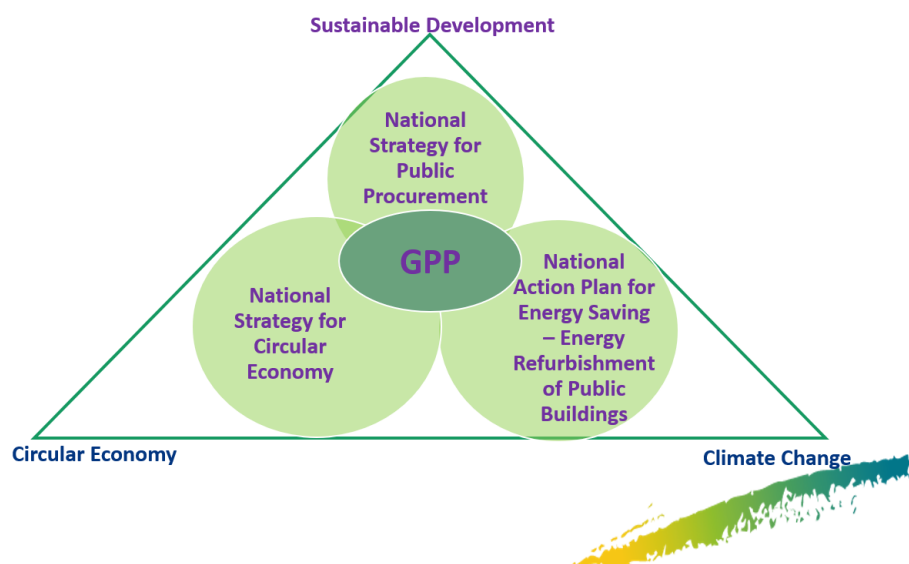 Sustainable Development
National
Strategy for
Public
Procurement
GPP
National
Strategy for
Circular
Economy
National
Action Plan for
Energy Saving
– Energy
Refurbishment
of Public
Buildings
Circular Economy
Climate Change